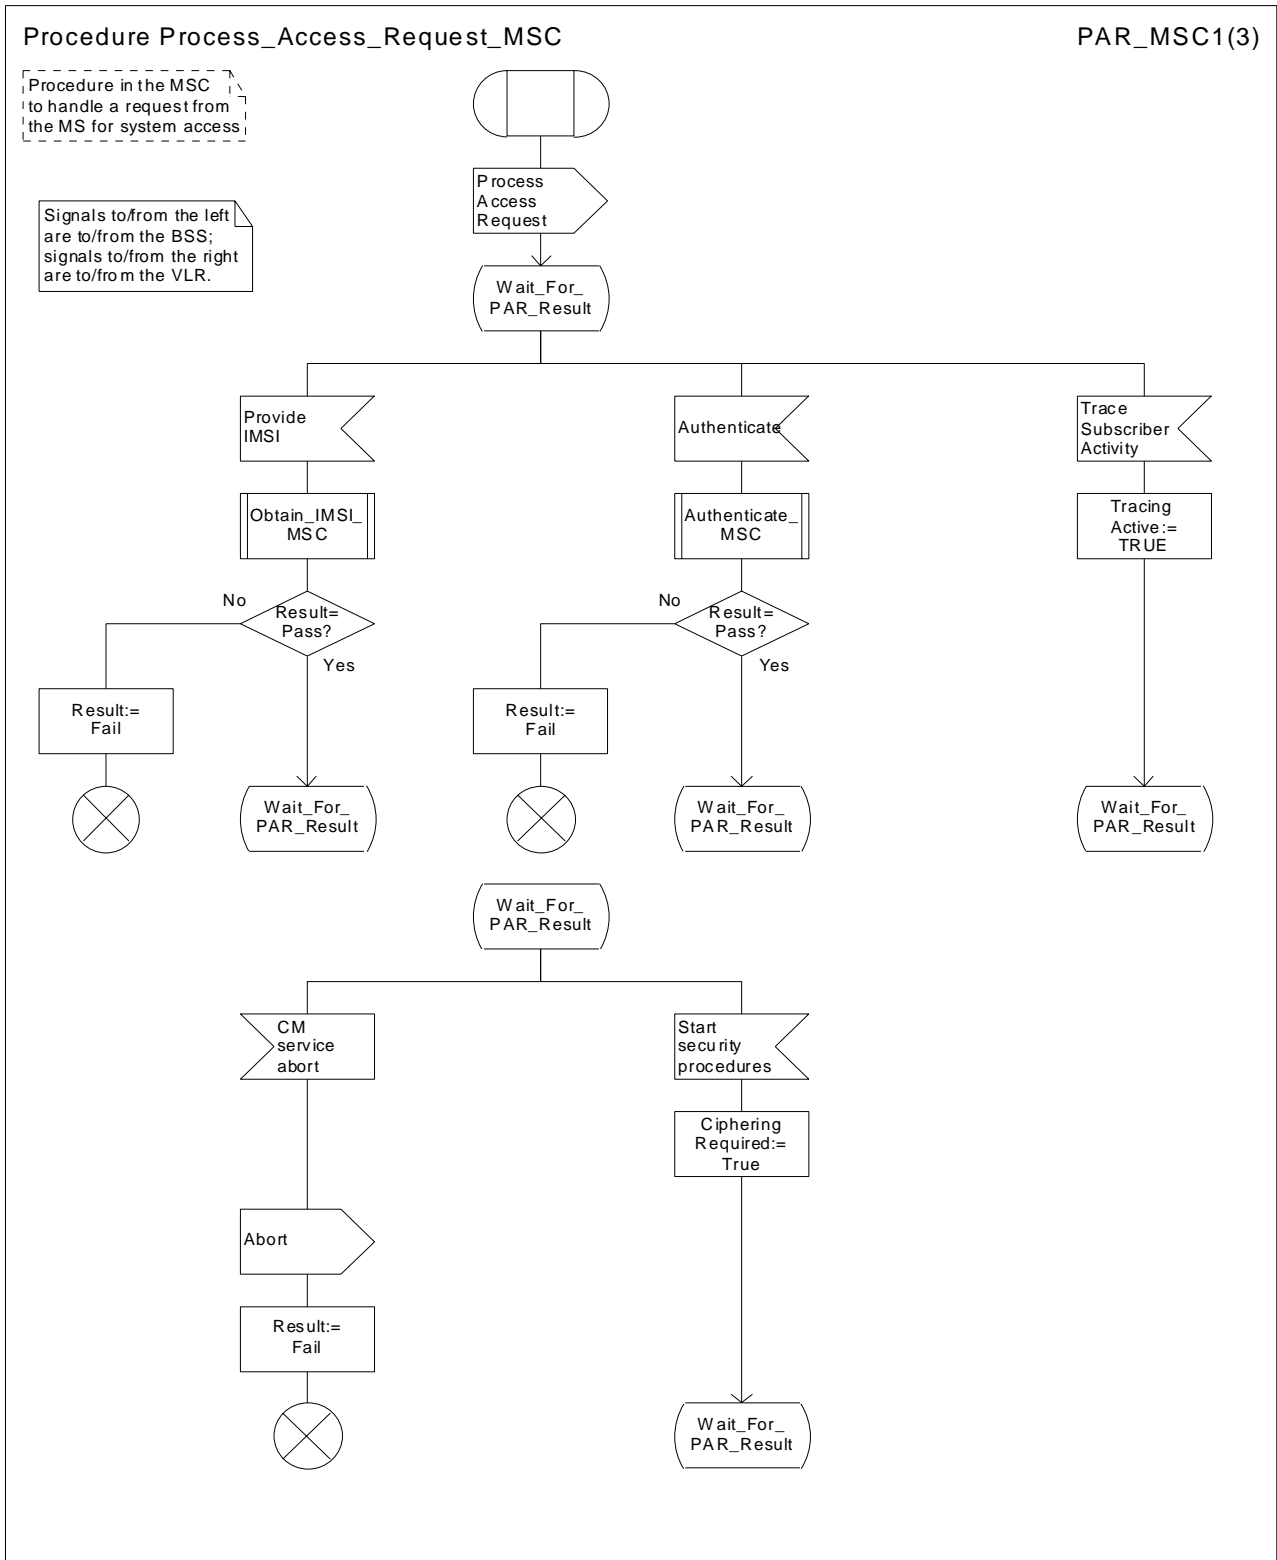 Procedure Process_Access_Request_MSC
PAR_MSC1(3)
Procedure in the MSC
to handle a request from
the MS for system access
Signals to/from the left
are to/from the BSS;
signals to/from the right
are to/from the VLR.
Process
Access
Request
Wait_For_
PAR_Result
Provide
IMSI
Authenticate
Trace
Subscriber
Activity
Obtain_IMSI_
MSC
Authenticate_
MSC
Tracing
Active:=
TRUE
No
Result=
Pass?
Yes
No
Result=
Pass?
Yes
Result:=
Fail
Result:=
Fail
Wait_For_
PAR_Result
Wait_For_
PAR_Result
Wait_For_
PAR_Result
Wait_For_
PAR_Result
CM
service
abort
Start
security
procedures
Ciphering
Required:=
True
Abort
Result:=
Fail
Wait_For_
PAR_Result